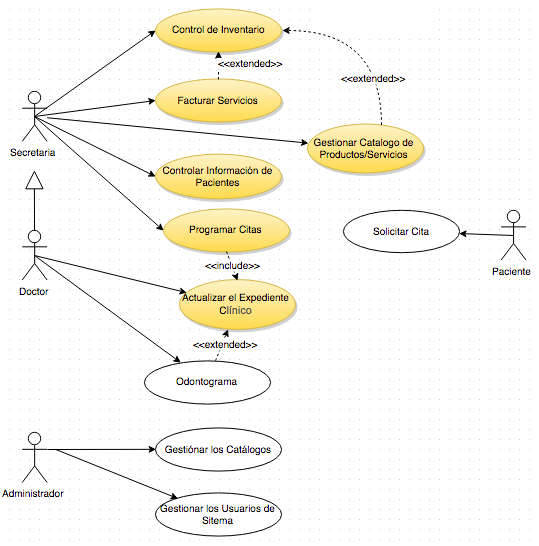 Control de Inventario
<<extended>>
<<extended>>
Facturar Servicios
Secretaria
Gestionar Catalogo de
Productos/Servicios
Controlar Información de
Pacientes
Programar Citas
Solicitar Cita
<<include>>
Paciente
Doctor
Actualizar el Expediente
Clínico
<<extended>>
Odontograma
Gestiónar los Catálogos
Administrador
Gestionar los Usuarios de
Sitema